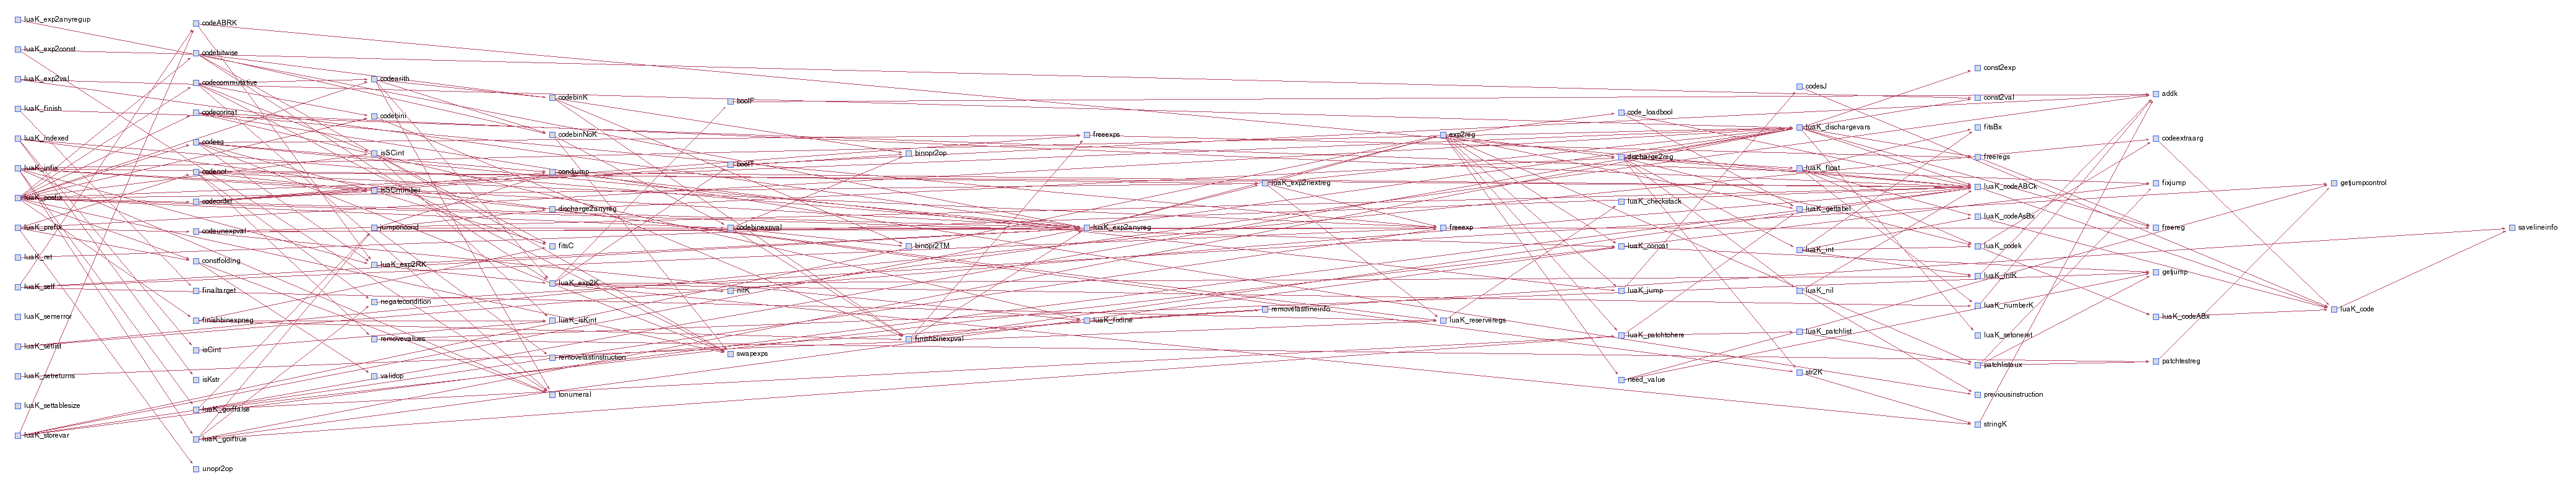 luaK_exp2anyregup
luaK_exp2const
luaK_exp2val
luaK_finish
luaK_indexed
luaK_infix
luaK_posfix
luaK_prefix
luaK_ret
luaK_self
luaK_semerror
luaK_setlist
luaK_setreturns
luaK_settablesize
luaK_storevar
codeABRK
codebitwise
codecommutative
codeconcat
codeeq
codenot
codeorder
codeunexpval
constfolding
finaltarget
finishbinexpneg
isCint
isKstr
luaK_goiffalse
luaK_goiftrue
unopr2op
codearith
codebini
isSCint
isSCnumber
jumponcond
luaK_exp2RK
negatecondition
removevalues
validop
codebinK
codebinNoK
condjump
discharge2anyreg
fitsC
luaK_exp2K
luaK_isKint
removelastinstruction
tonumeral
boolF
boolT
codebinexpval
nilK
swapexps
binopr2op
binopr2TM
finishbinexpval
freeexps
luaK_exp2anyreg
luaK_fixline
luaK_exp2nextreg
removelastlineinfo
exp2reg
freeexp
luaK_reserveregs
code_loadbool
discharge2reg
luaK_checkstack
luaK_concat
luaK_jump
luaK_patchtohere
need_value
codesJ
luaK_dischargevars
luaK_float
luaK_getlabel
luaK_int
luaK_nil
luaK_patchlist
str2K
const2exp
const2val
fitsBx
freeregs
luaK_codeABCk
luaK_codeAsBx
luaK_codek
luaK_intK
luaK_numberK
luaK_setoneret
patchlistaux
previousinstruction
stringK
addk
codeextraarg
fixjump
freereg
getjump
luaK_codeABx
patchtestreg
getjumpcontrol
luaK_code
savelineinfo